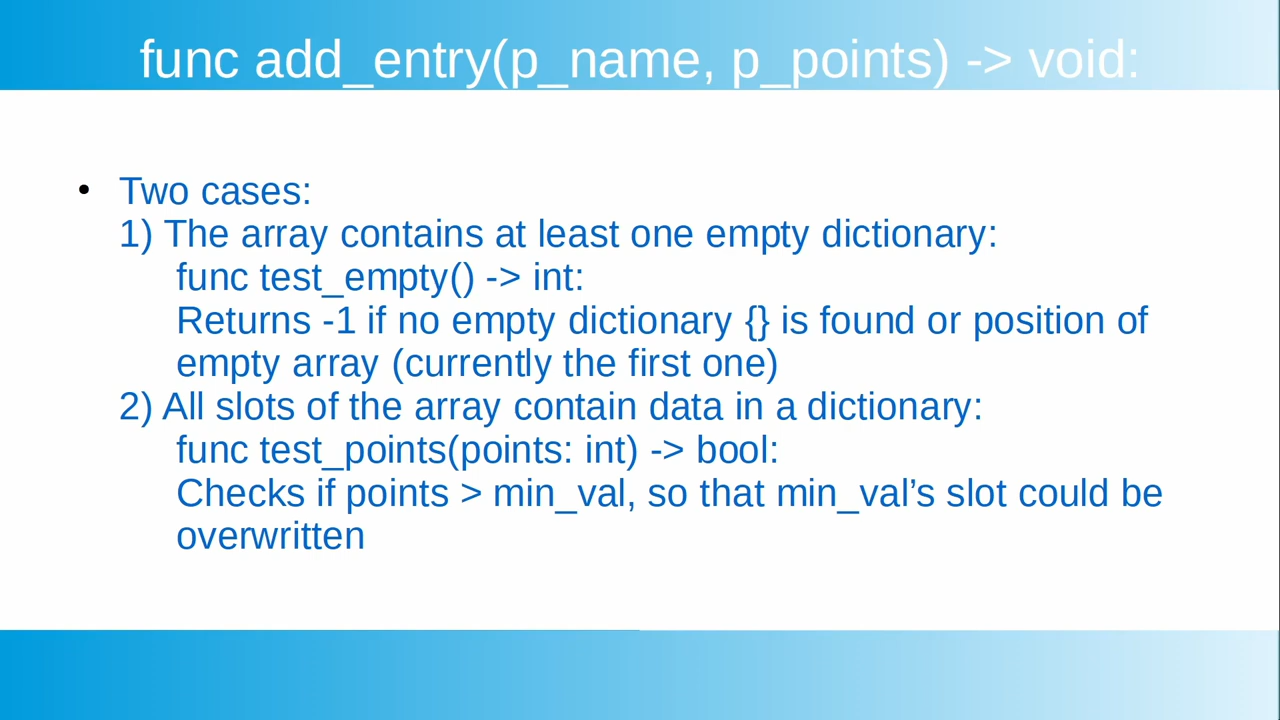 func add_entry(p_name, p_points) -> void:
• Two cases:
1) The array contains at least one empty dictionary:
func test_empty() -> int:
Returns -1 if no empty dictionary {} is found or position of
empty array (currently the first one)
2) All slots of the array contain data in a dictionary:
func test_points(points: int) -> bool:
Checks if points > min_val, so that min_val’s slot could be
overwritten